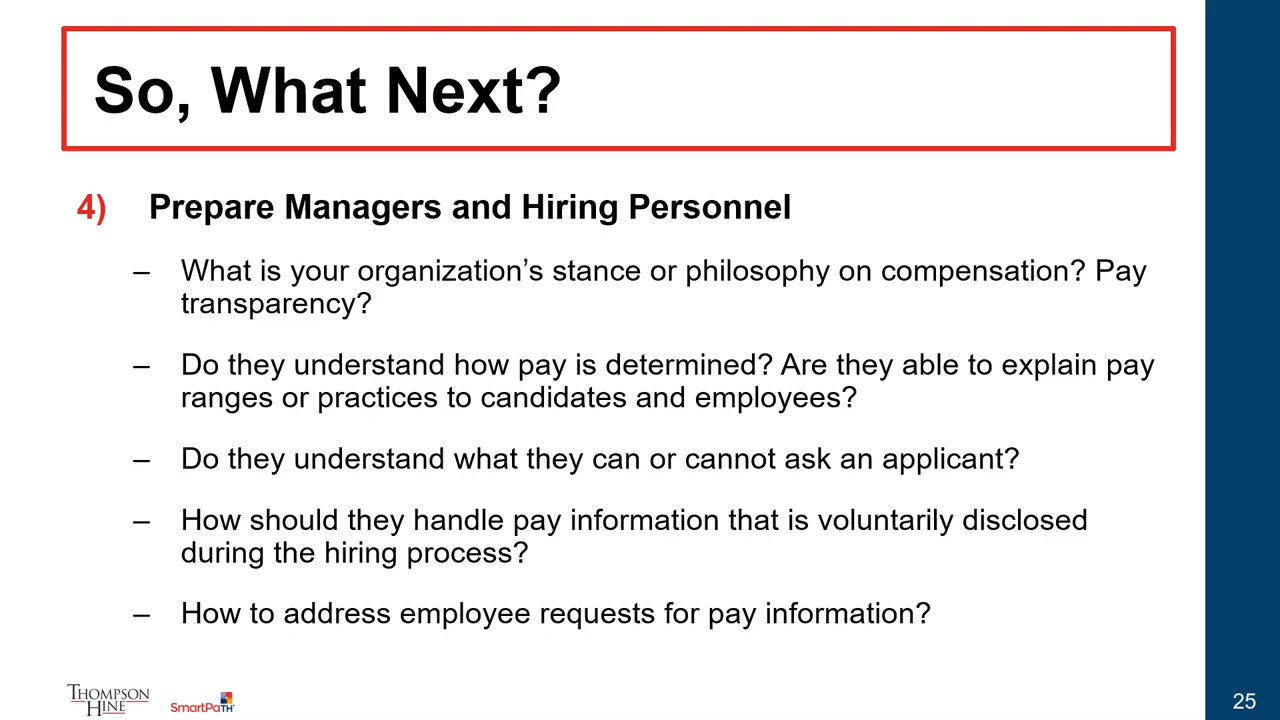 So, What Next?
4) Prepare Managers and Hiring Personnel
– What is your organization’s stance or philosophy on compensation? Pay
transparency?
– Do they understand how pay is determined? Are they able to explain pay
ranges or practices to candidates and employees?
– Do they understand what they can or cannot ask an applicant?
– How should they handle pay information that is voluntarily disclosed
during the hiring process?
– How to address employee requests for pay information?
THOMPSON
HINE
SmartPaTH
25